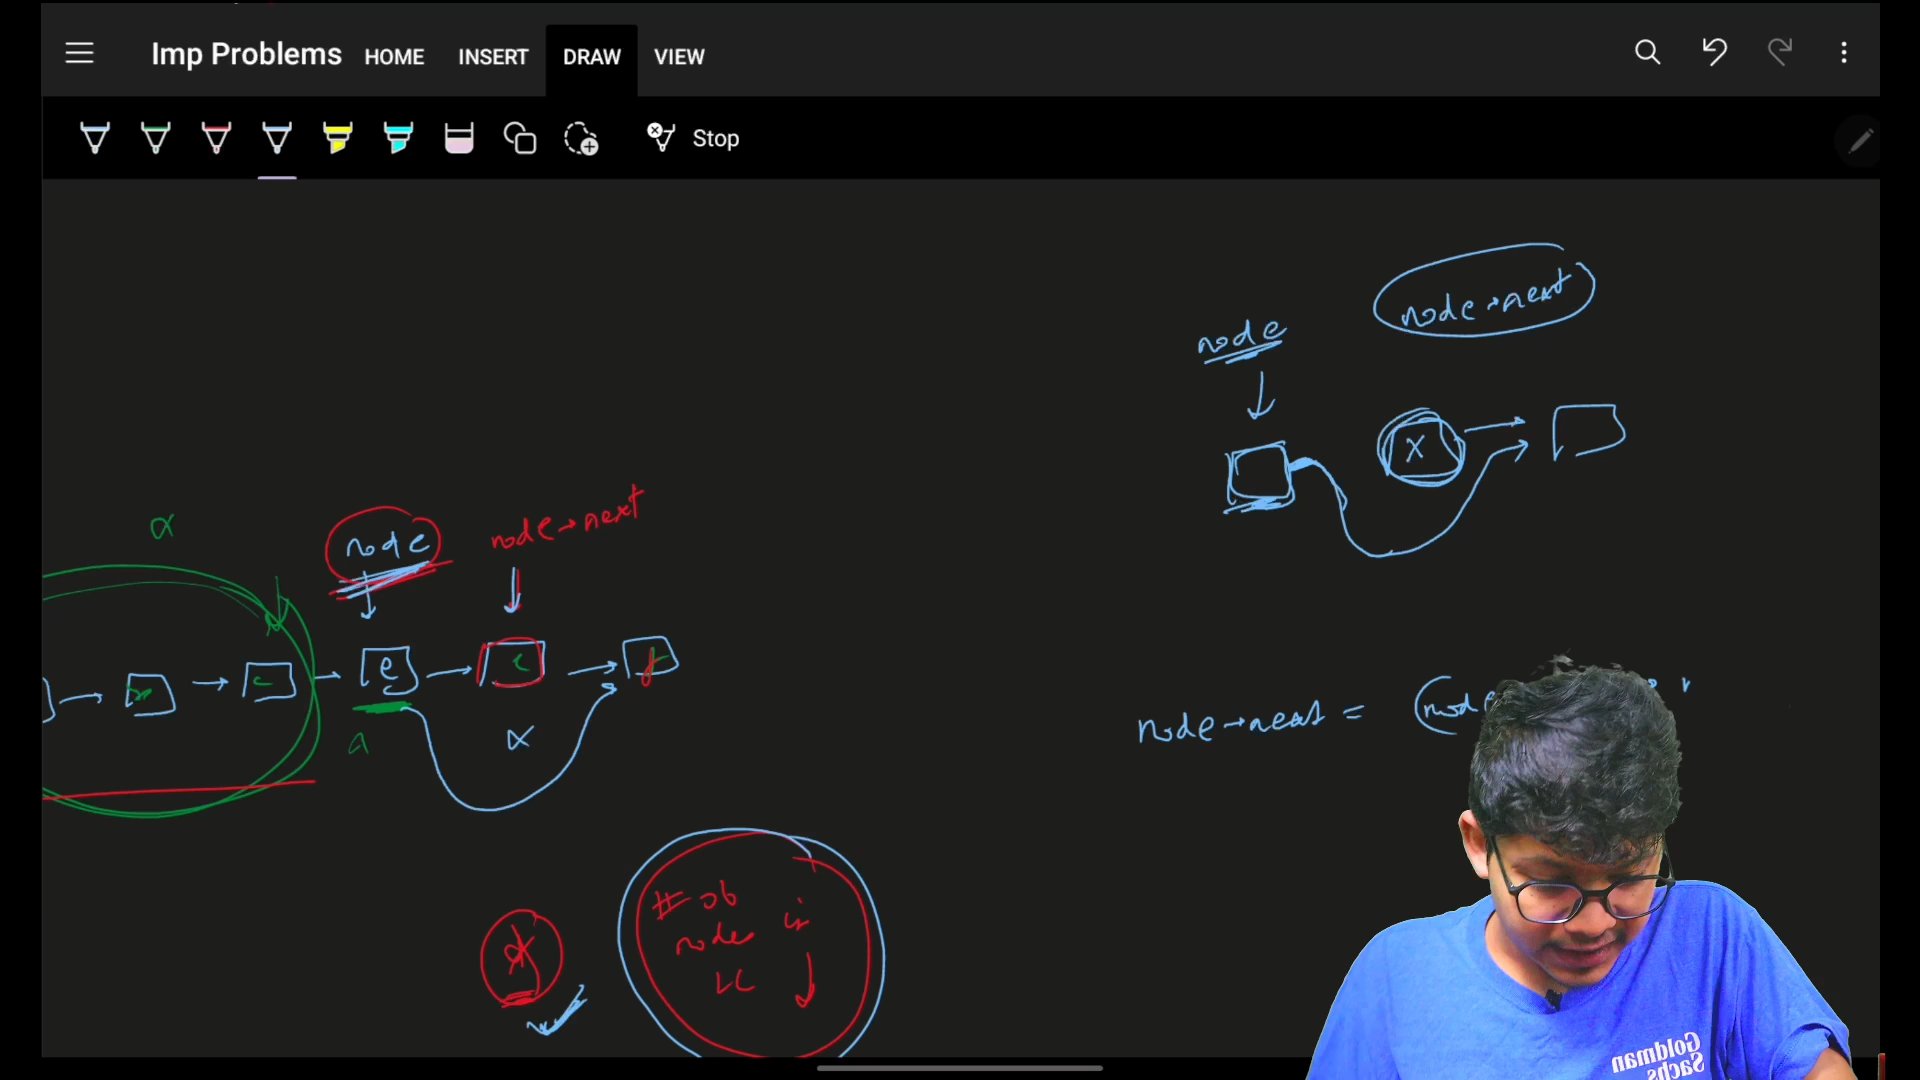 Imp Problems HOME INSERT DRAW VIEW
Stop
node→next
node
X
α
node
node→next
e
c
f
a
α
node→next =
# of
nodes in
LL ↓
Goldman
Sachs